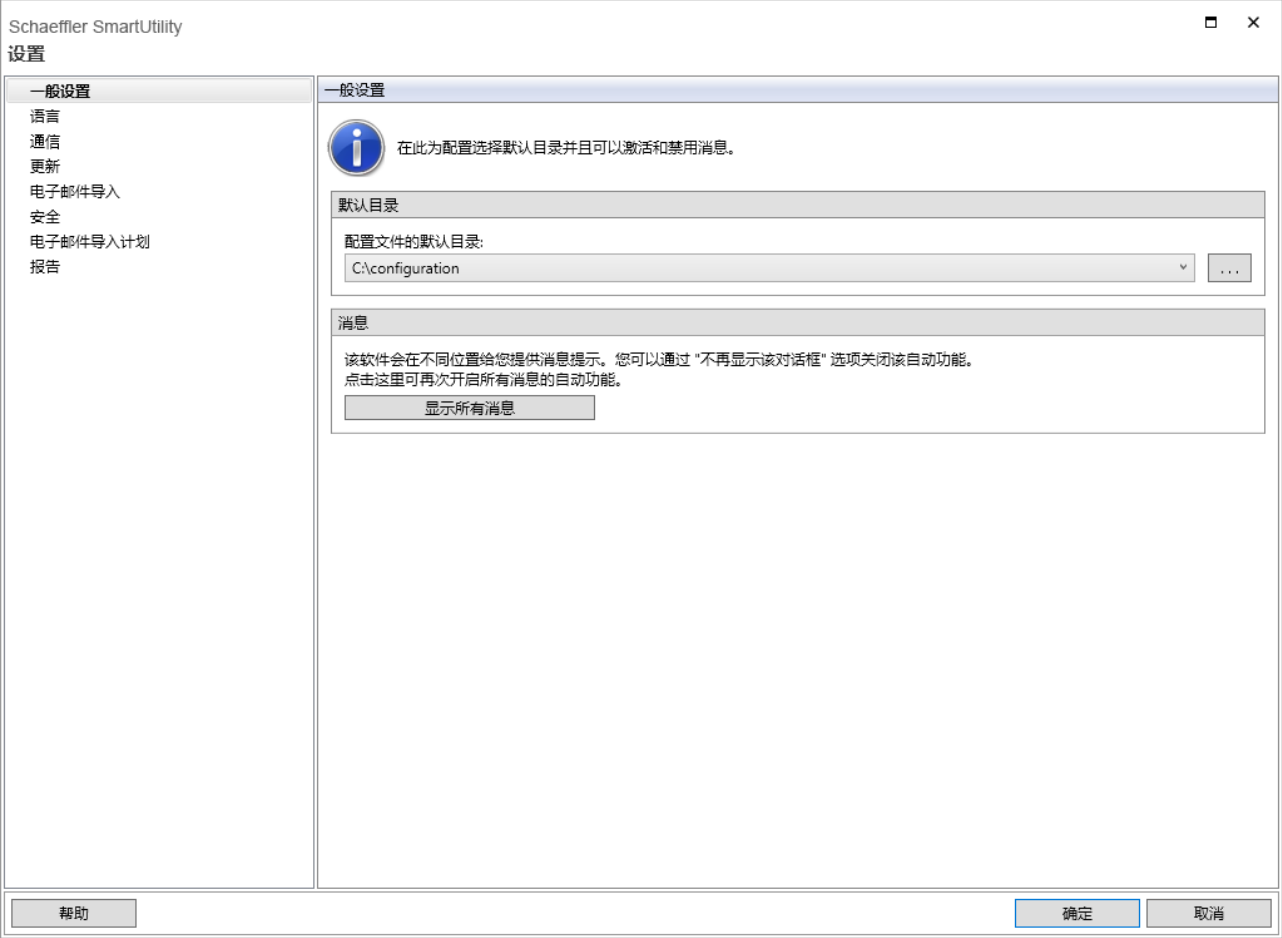 Schaeffler SmartUtility
设置
一般设置
语言
通信
更新
电子邮件导入
安全
电子邮件导入计划
报告
一般设置
在此为配置选择默认目录并且可以激活和禁用消息。
默认目录
配置文件的默认目录:
C:\configuration
...
消息
该软件会在不同位置给您提供消息提示。您可以通过 "不再显示该对话框" 选项关闭该自动功能。
点击这里可再次开启所有消息的自动功能。
显示所有消息
帮助
确定
取消